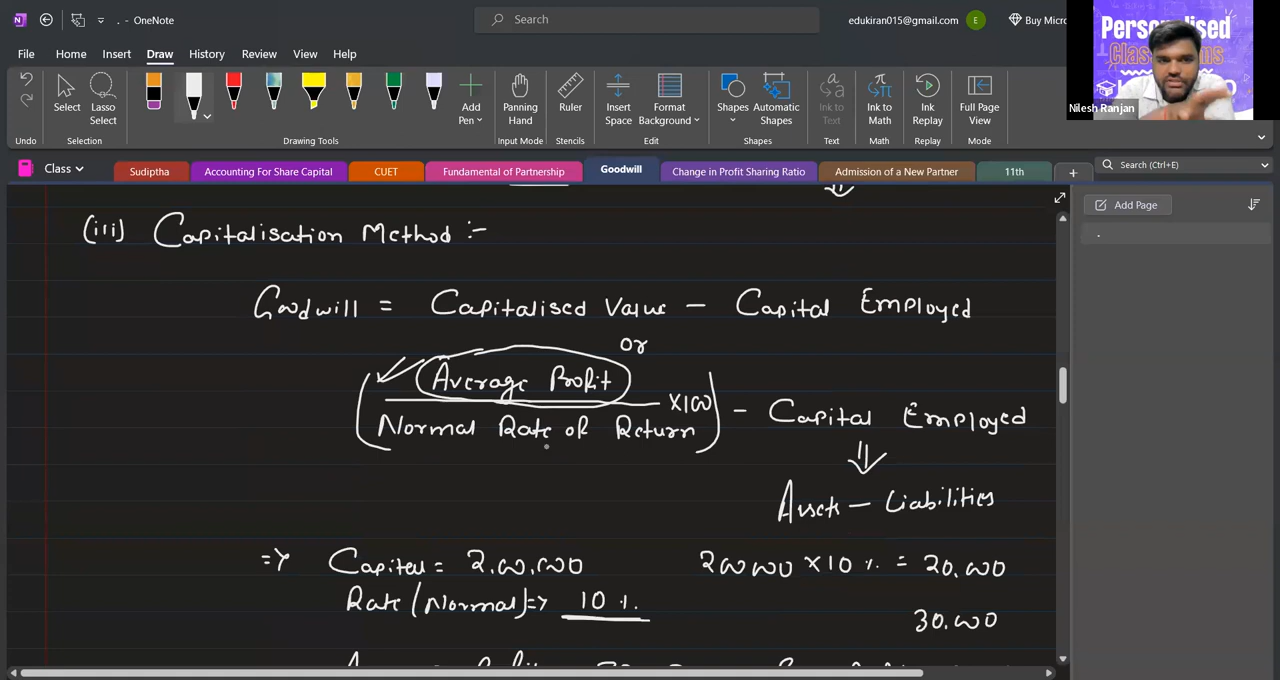 . - OneNote
Search
edukiran015@gmail.com
E
Buy Micr
File Home Insert Draw History Review View Help
Undo
Select
Lasso Select
Selection
Drawing Tools
Add Pen
Panning Hand
Input Mode
Ruler
Stencils
Insert Space
Format Background
Edit
Shapes
Automatic Shapes
Shapes
Ink to Text
Ink to Math
Math
Ink Replay
Replay
Full Page View
Mode
Personalised
Nilesh Ranjan
Class
Sudiptha
Accounting For Share Capital
CUET
Fundamental of Partnership
Goodwill
Change in Profit Sharing Ratio
Admission of a New Partner
11th
Search (Ctrl+E)
Add Page
.
(iii) Capitalisation Method :-
Goodwill = Capitalised Value - Capital Employed
or
(Average Profit
Normal Rate of Return ×100) - Capital Employed
Assets - Liabilities
=> Capital = 2,00,000 200000 × 10 % = 20,000
Rate (Normal) => 10 %. 30,000